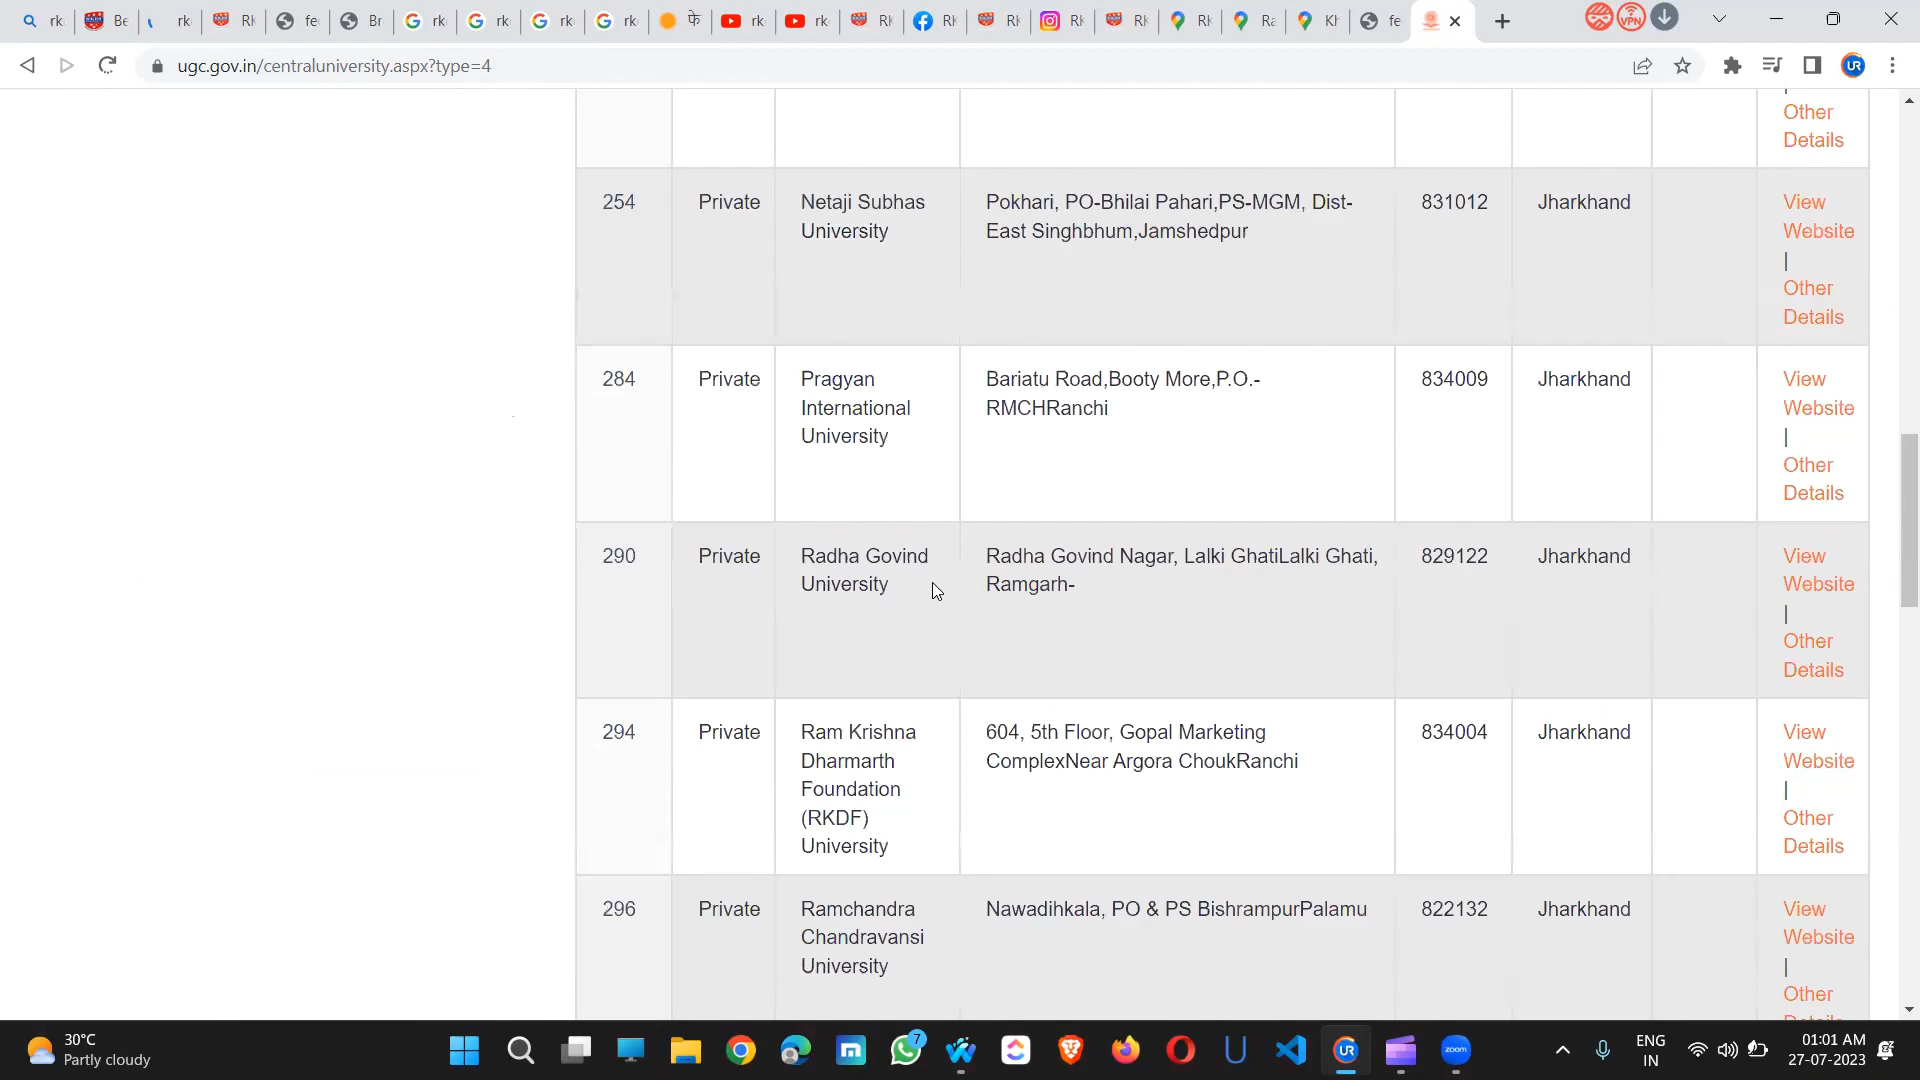 rk
Be
rk
RK
fe
Br
rk
rk
rk
rk
फे
rk
rk
RK
RK
RK
RK
RK
RK
Ra
Kh
fe
VPN
ugc.gov.in/centraluniversity.aspx?type=4
UR
|
Other
Details
254
Private
Netaji Subhas
University
Pokhari, PO-Bhilai Pahari,PS-MGM, Dist-
East Singhbhum,Jamshedpur
831012
Jharkhand
View
Website
|
Other
Details
284
Private
Pragyan
International
University
Bariatu Road,Booty More,P.O.-
RMCHRanchi
834009
Jharkhand
View
Website
|
Other
Details
290
Private
Radha Govind
University
Radha Govind Nagar, Lalki GhatiLalki Ghati,
Ramgarh-
829122
Jharkhand
View
Website
|
Other
Details
294
Private
Ram Krishna
Dharmarth
Foundation
(RKDF)
University
604, 5th Floor, Gopal Marketing
ComplexNear Argora ChoukRanchi
834004
Jharkhand
View
Website
|
Other
Details
296
Private
Ramchandra
Chandravansi
University
Nawadihkala, PO & PS BishrampurPalamu
822132
Jharkhand
View
Website
|
Other
Details
30°C
Partly cloudy
7
UR
zoom
ENG
IN
01:01 AM
27-07-2023